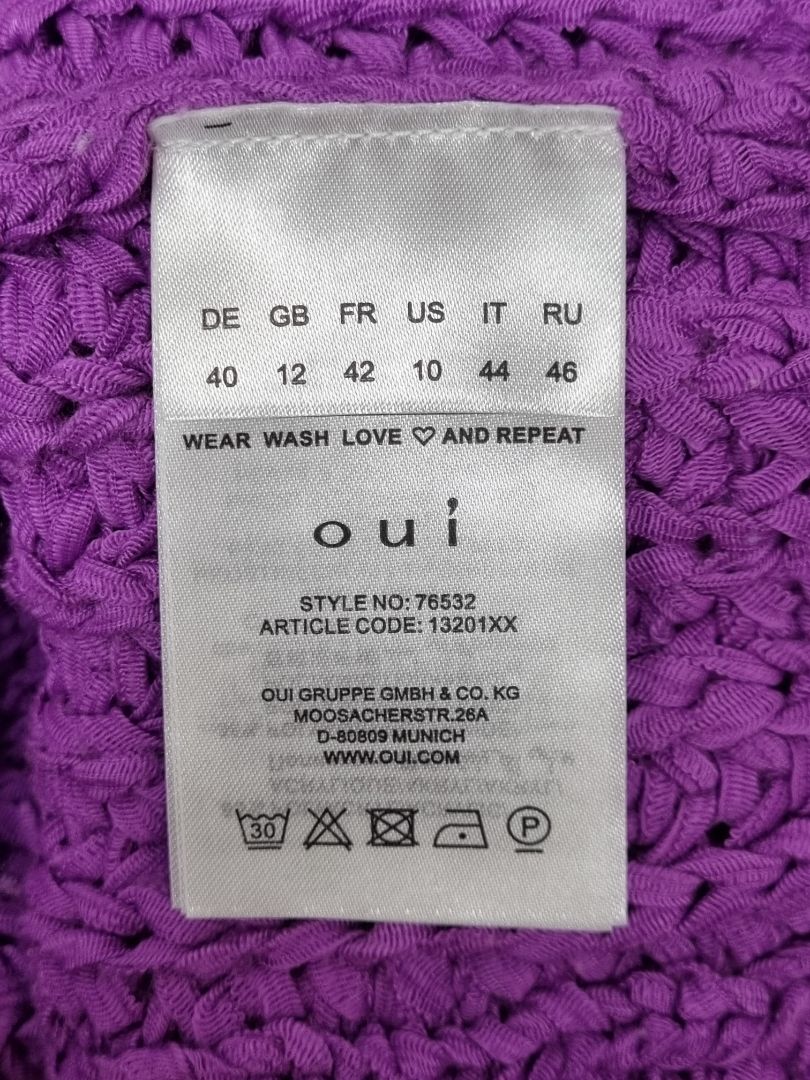 DE GB FR US IT RU
40 12 42 10 44 46
WEAR WASH LOVE ♡ AND REPEAT
oui
STYLE NO: 76532
ARTICLE CODE: 13201XX
OUI GRUPPE GMBH & CO. KG
MOOSACHERSTR.26A
D-80809 MUNICH
WWW.OUI.COM
30 P